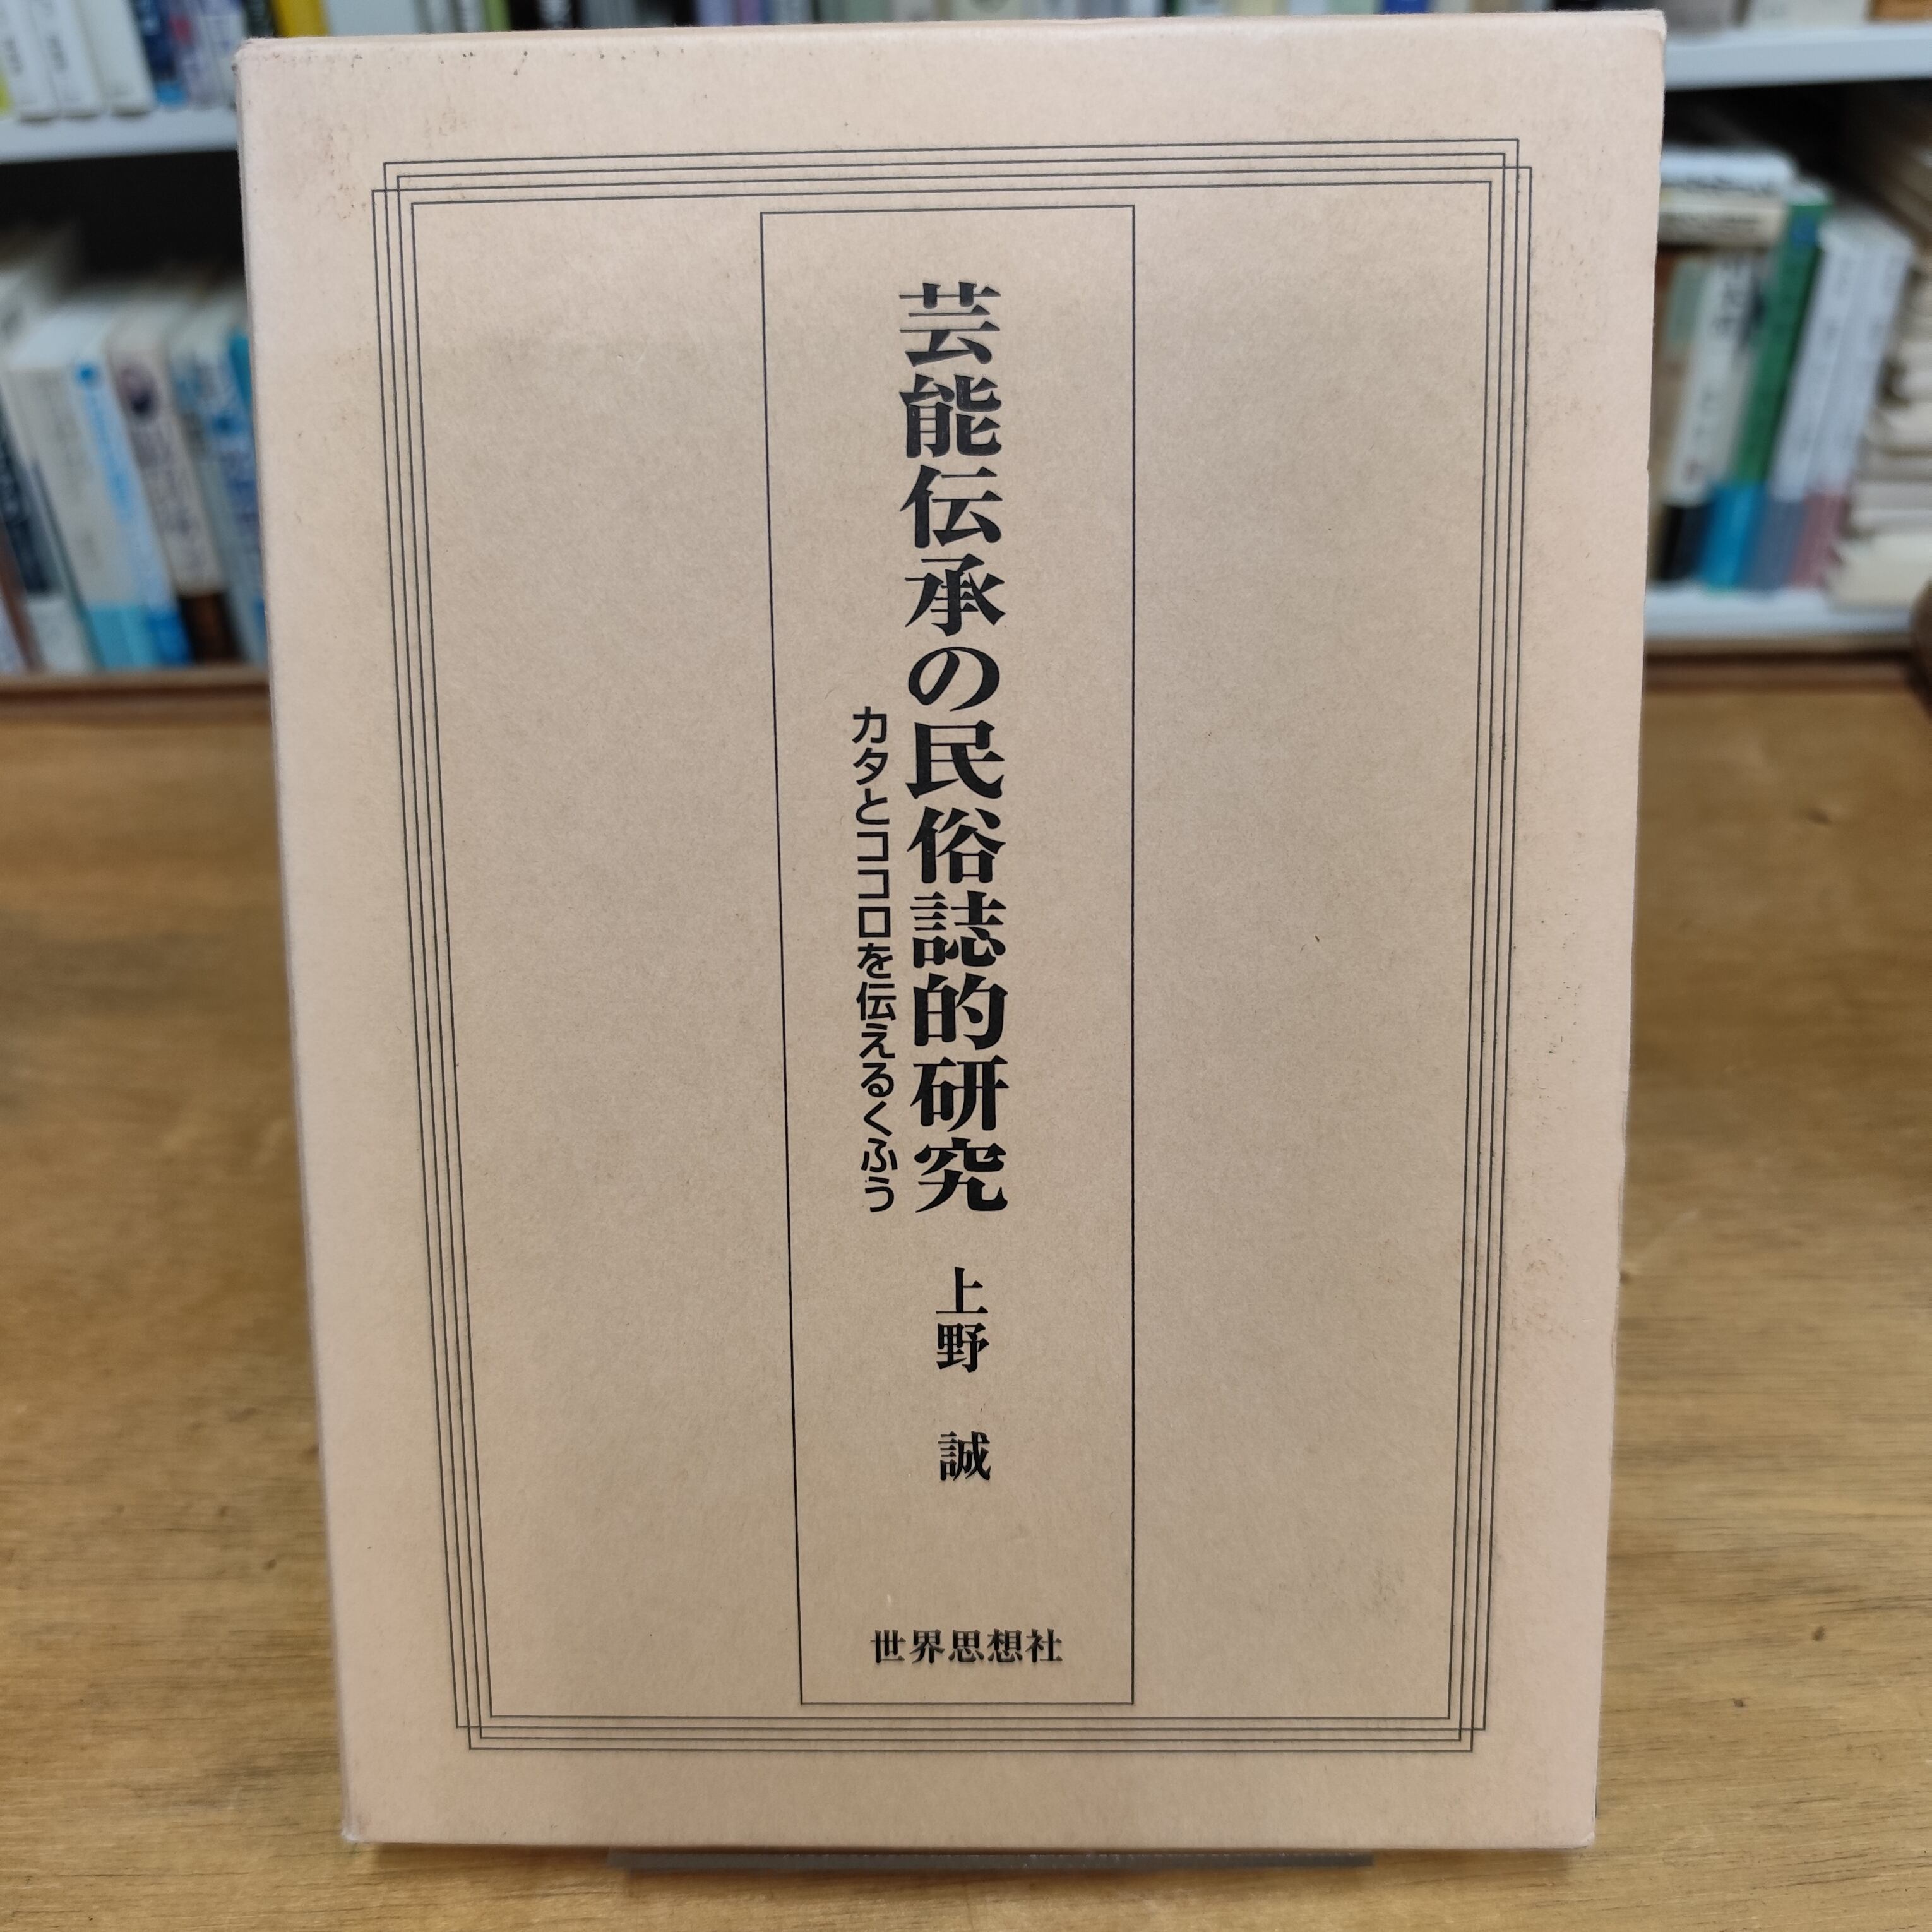 芸能伝承の民俗誌的研究
カタとココロを伝えるくふう
上野 誠
世界思想社